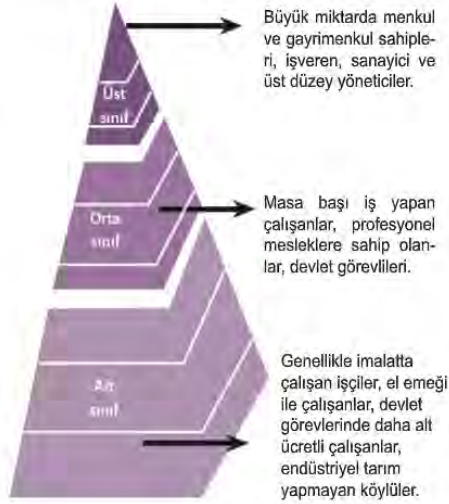 Büyük miktarda menkul
ve gayrimenkul sahiple-
ri, işveren, sanayici ve
üst düzey yöneticiler.
Üst
sınıf
Masa başı iş yapan
çalışanlar, profesyonel
mesleklere sahip olan-
lar, devlet görevlileri.
Orta
sınıf
Genellikle imalatta
çalışan işçiler, el emeği
ile çalışanlar, devlet
görevlerinde daha alt
ücretli çalışanlar,
endüstriyel tarım
yapmayan köylüler.
Alt
sınıf